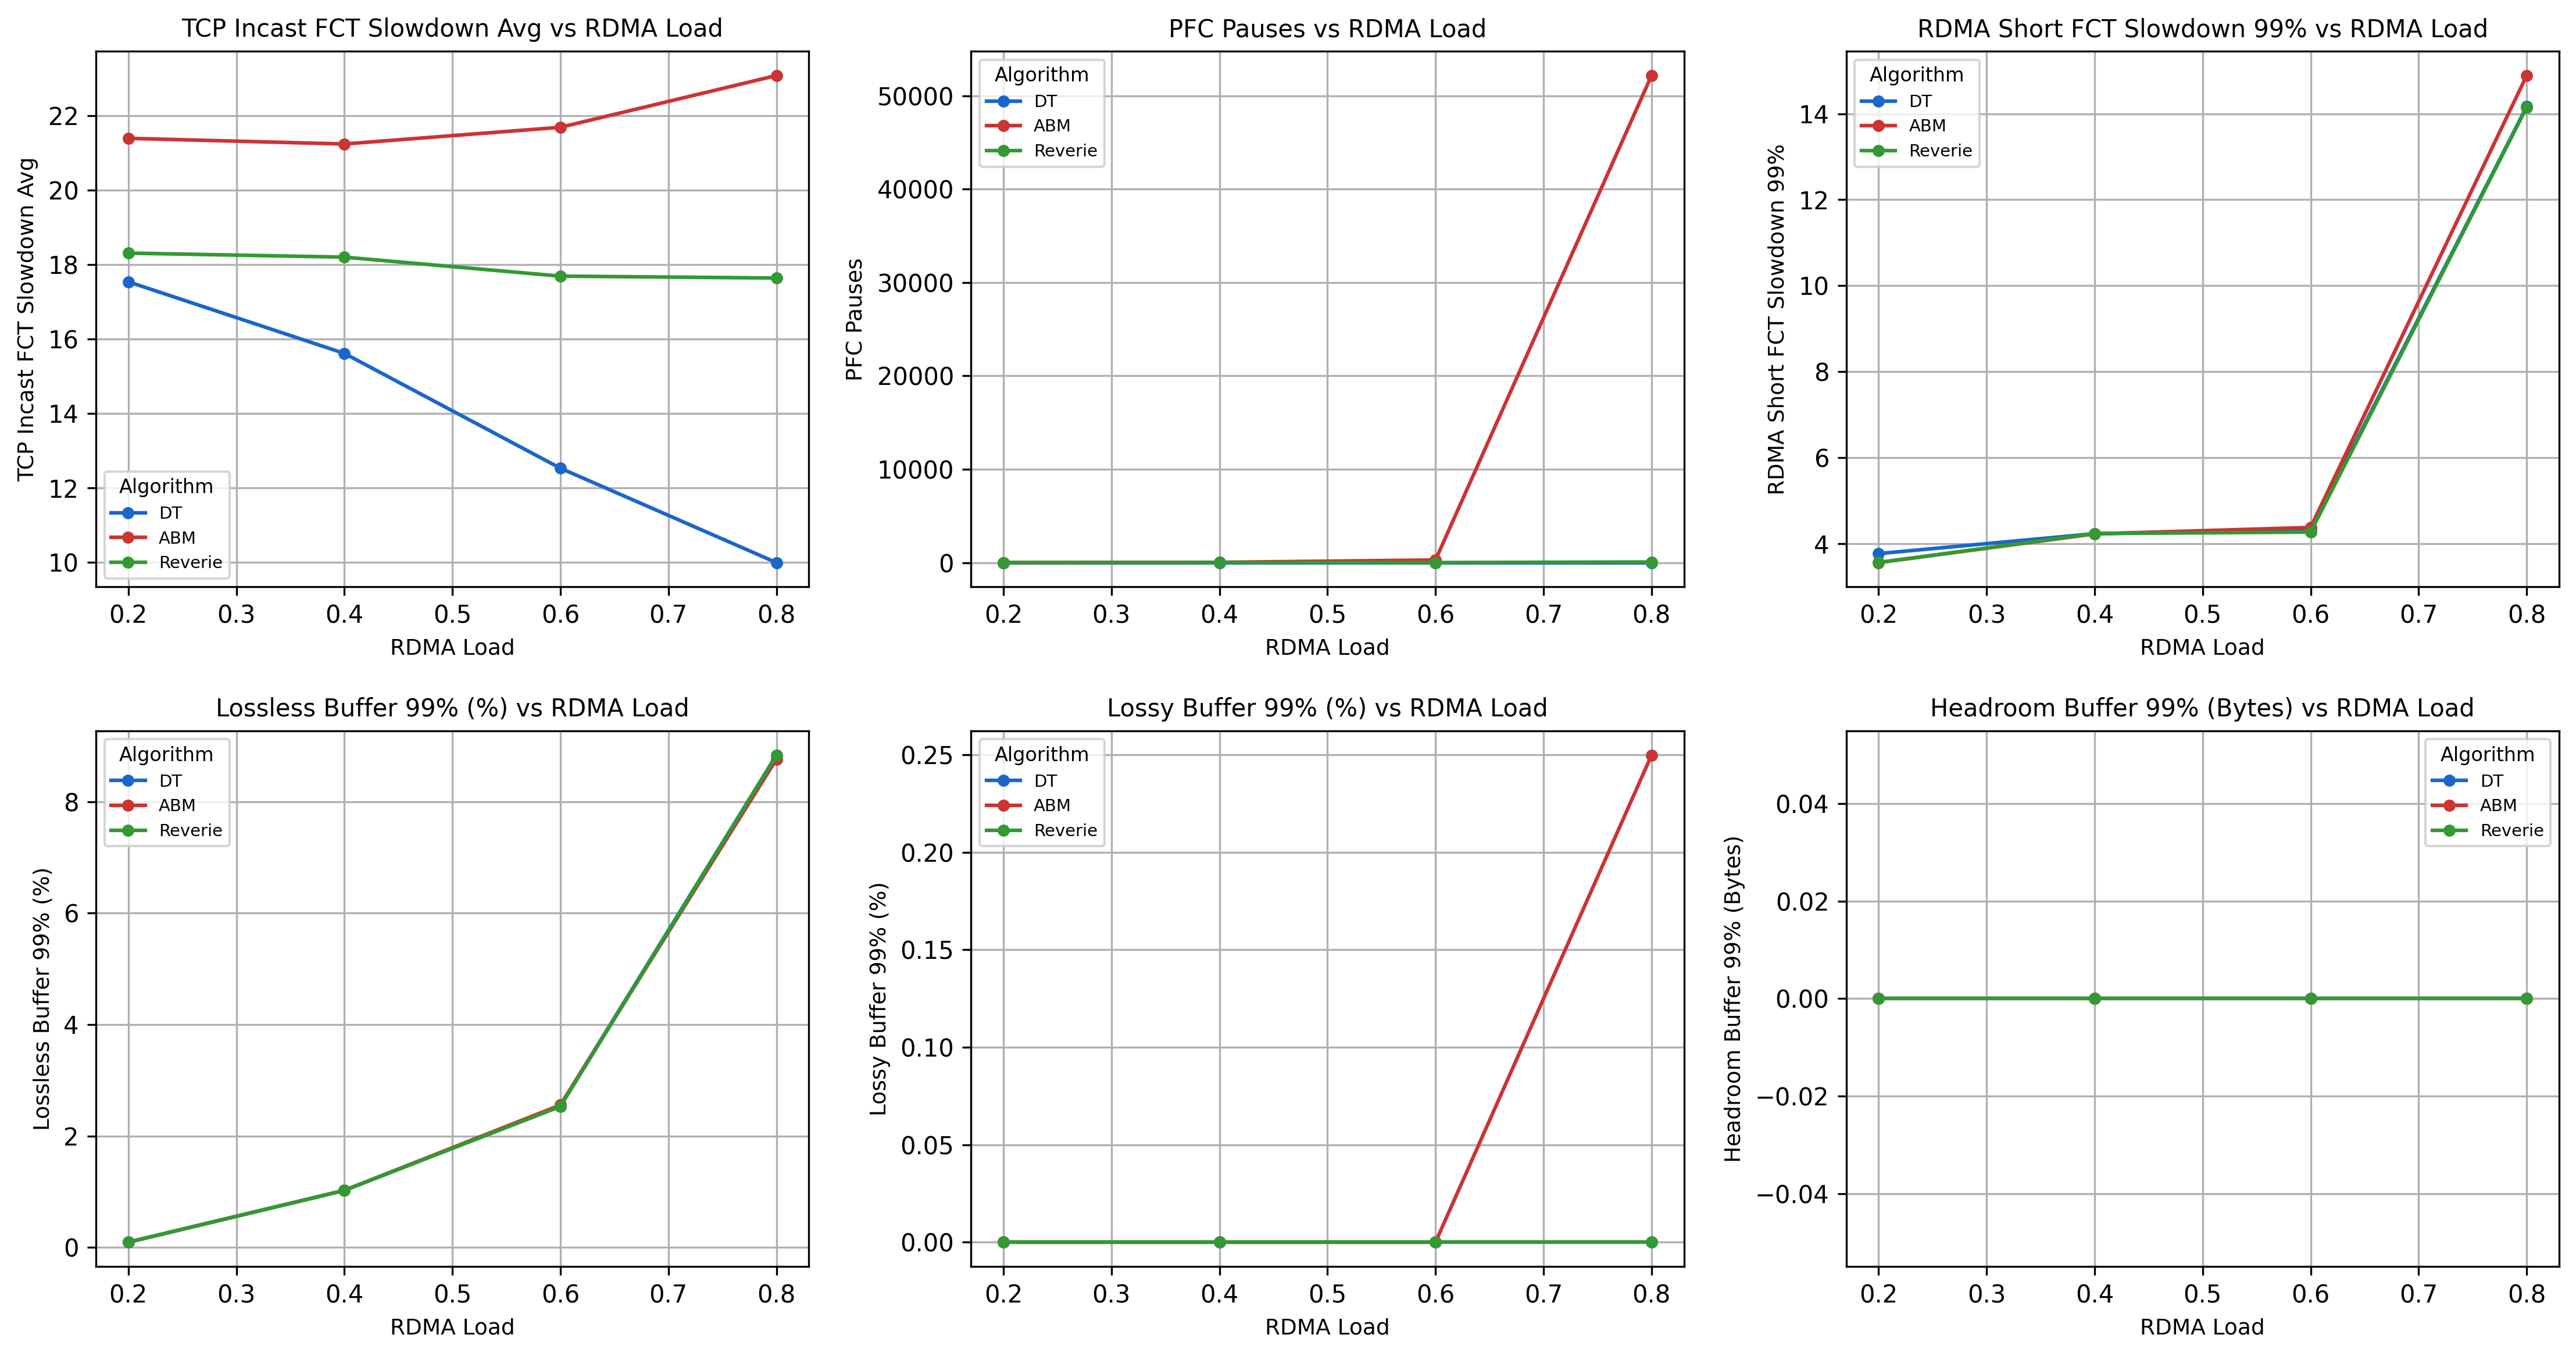 TCP Incast FCT Slowdown Avg vs RDMA Load
TCP Incast FCT Slowdown Avg
22
20
18
16
14
12
10
Algorithm
DT
ABM
Reverie
0.2 0.3 0.4 0.5 0.6 0.7 0.8
RDMA Load
PFC Pauses vs RDMA Load
PFC Pauses
50000
40000
30000
20000
10000
0
Algorithm
DT
ABM
Reverie
0.2 0.3 0.4 0.5 0.6 0.7 0.8
RDMA Load
RDMA Short FCT Slowdown 99% vs RDMA Load
RDMA Short FCT Slowdown 99%
14
12
10
8
6
4
Algorithm
DT
ABM
Reverie
0.2 0.3 0.4 0.5 0.6 0.7 0.8
RDMA Load
Lossless Buffer 99% (%) vs RDMA Load
Lossless Buffer 99% (%)
8
6
4
2
0
Algorithm
DT
ABM
Reverie
0.2 0.3 0.4 0.5 0.6 0.7 0.8
RDMA Load
Lossy Buffer 99% (%) vs RDMA Load
Lossy Buffer 99% (%)
0.25
0.20
0.15
0.10
0.05
0.00
Algorithm
DT
ABM
Reverie
0.2 0.3 0.4 0.5 0.6 0.7 0.8
RDMA Load
Headroom Buffer 99% (Bytes) vs RDMA Load
Headroom Buffer 99% (Bytes)
0.04
0.02
0.00
−0.02
−0.04
Algorithm
DT
ABM
Reverie
0.2 0.3 0.4 0.5 0.6 0.7 0.8
RDMA Load